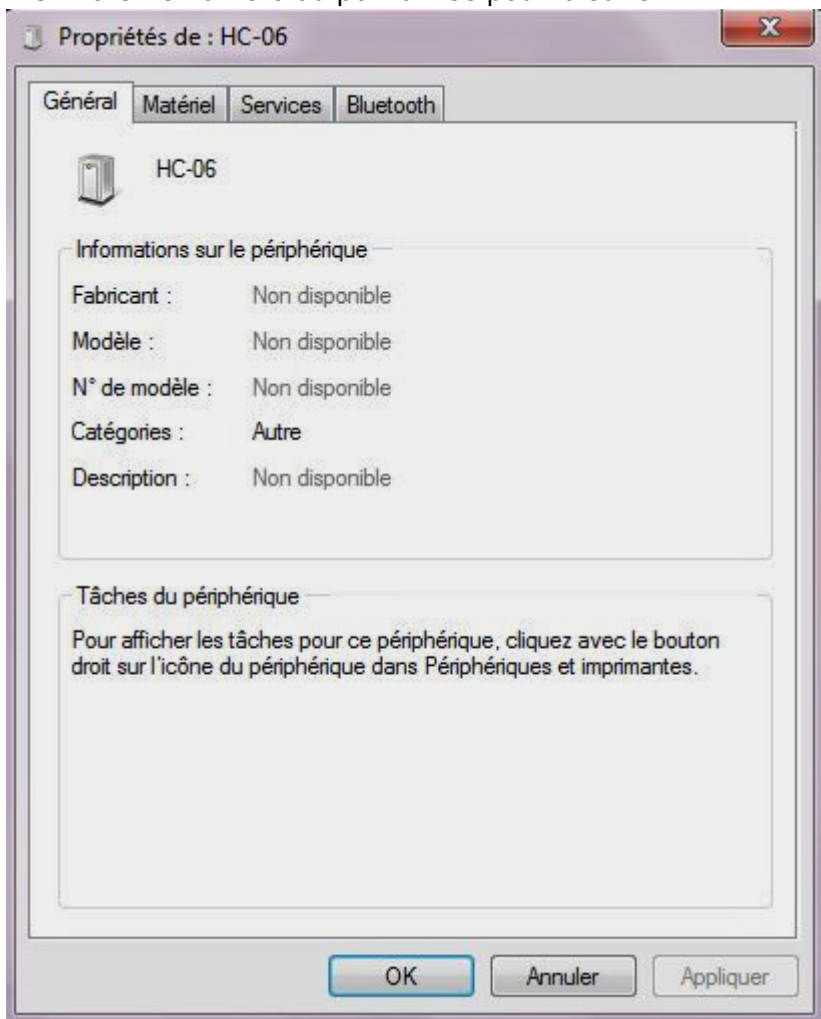 Propriétés de : HC-06
Général Matériel Services Bluetooth
HC-06
Informations sur le périphérique
Fabricant : Non disponible
Modèle : Non disponible
N° de modèle : Non disponible
Catégories : Autre
Description : Non disponible
Tâches du périphérique
Pour afficher les tâches pour ce périphérique, cliquez avec le bouton
droit sur l'icône du périphérique dans Périphériques et imprimantes.
OK Annuler Appliquer